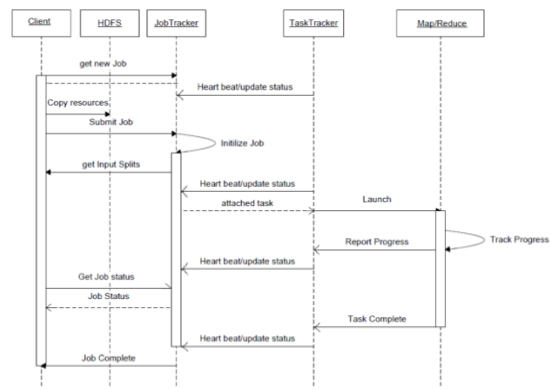 Client
HDFS
JobTracker
TaskTracker
Map/Reduce
get new Job
Heart beat/update status
Copy resources
Submit Job
Initilize Job
get Input Splits
Heart beat/update status
attached task
Launch
Track Progress
Report Progress
Heart beat/update status
Get Job status
Job Status
Task Complete
Heart beat/update status
Job Complete